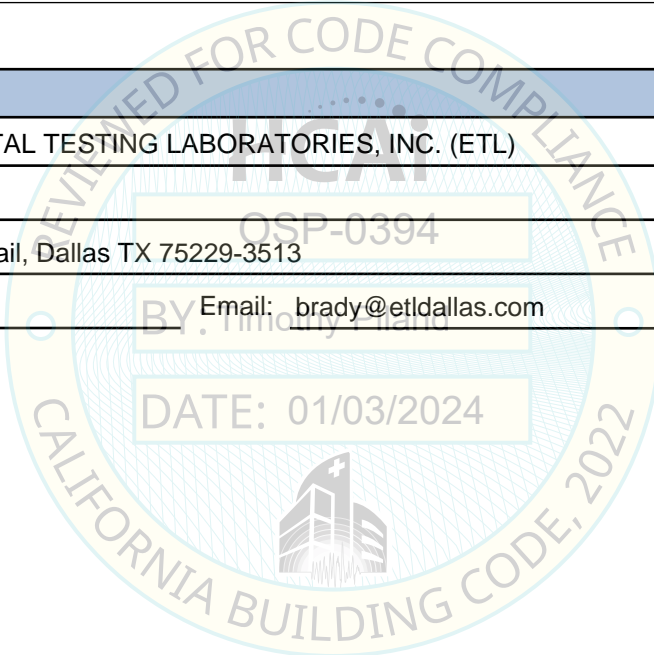 REVIEWED FOR CODE COMPLIANCE
HCAi
TAL TESTING LABORATORIES, INC. (ETL)
OSP-0394
ail, Dallas TX 75229-3513
Email: brady@etldallas.com
BY: Timothy Piland
DATE: 01/03/2024
CALIFORNIA BUILDING CODE, 2022